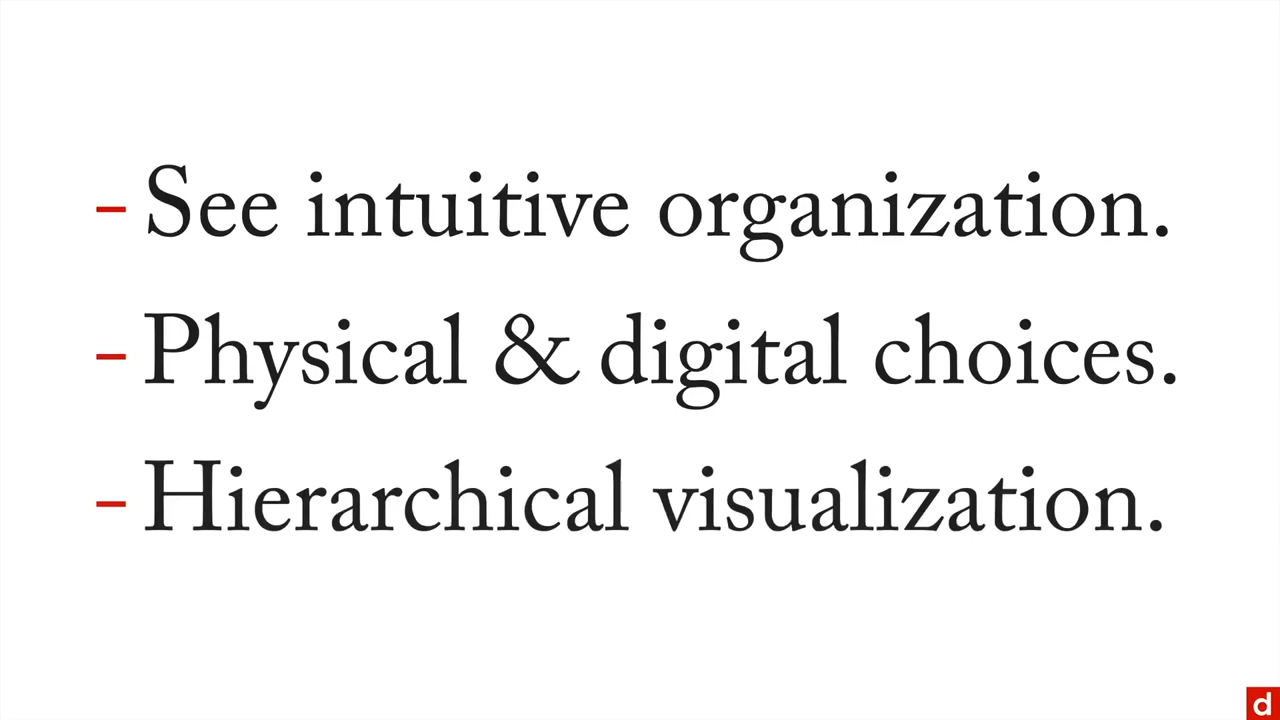 - See intuitive organization.
- Physical & digital choices.
- Hierarchical visualization.
d